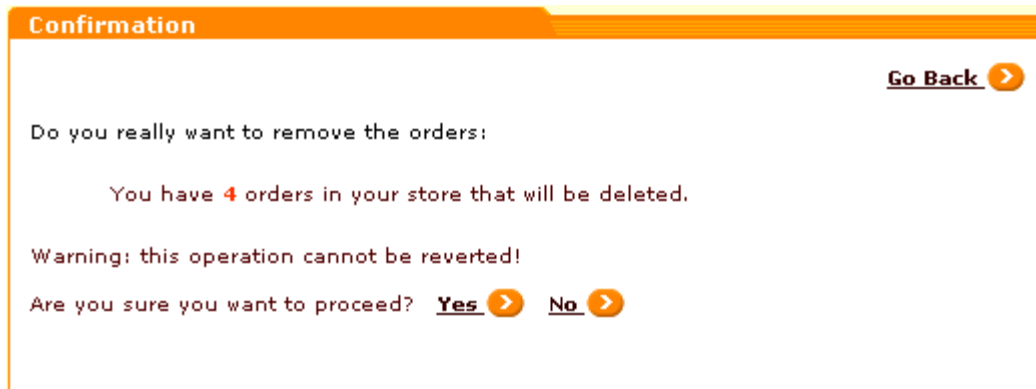 Confirmation
Go Back
Do you really want to remove the orders:
You have 4 orders in your store that will be deleted.
Warning: this operation cannot be reverted!
Are you sure you want to proceed? Yes No